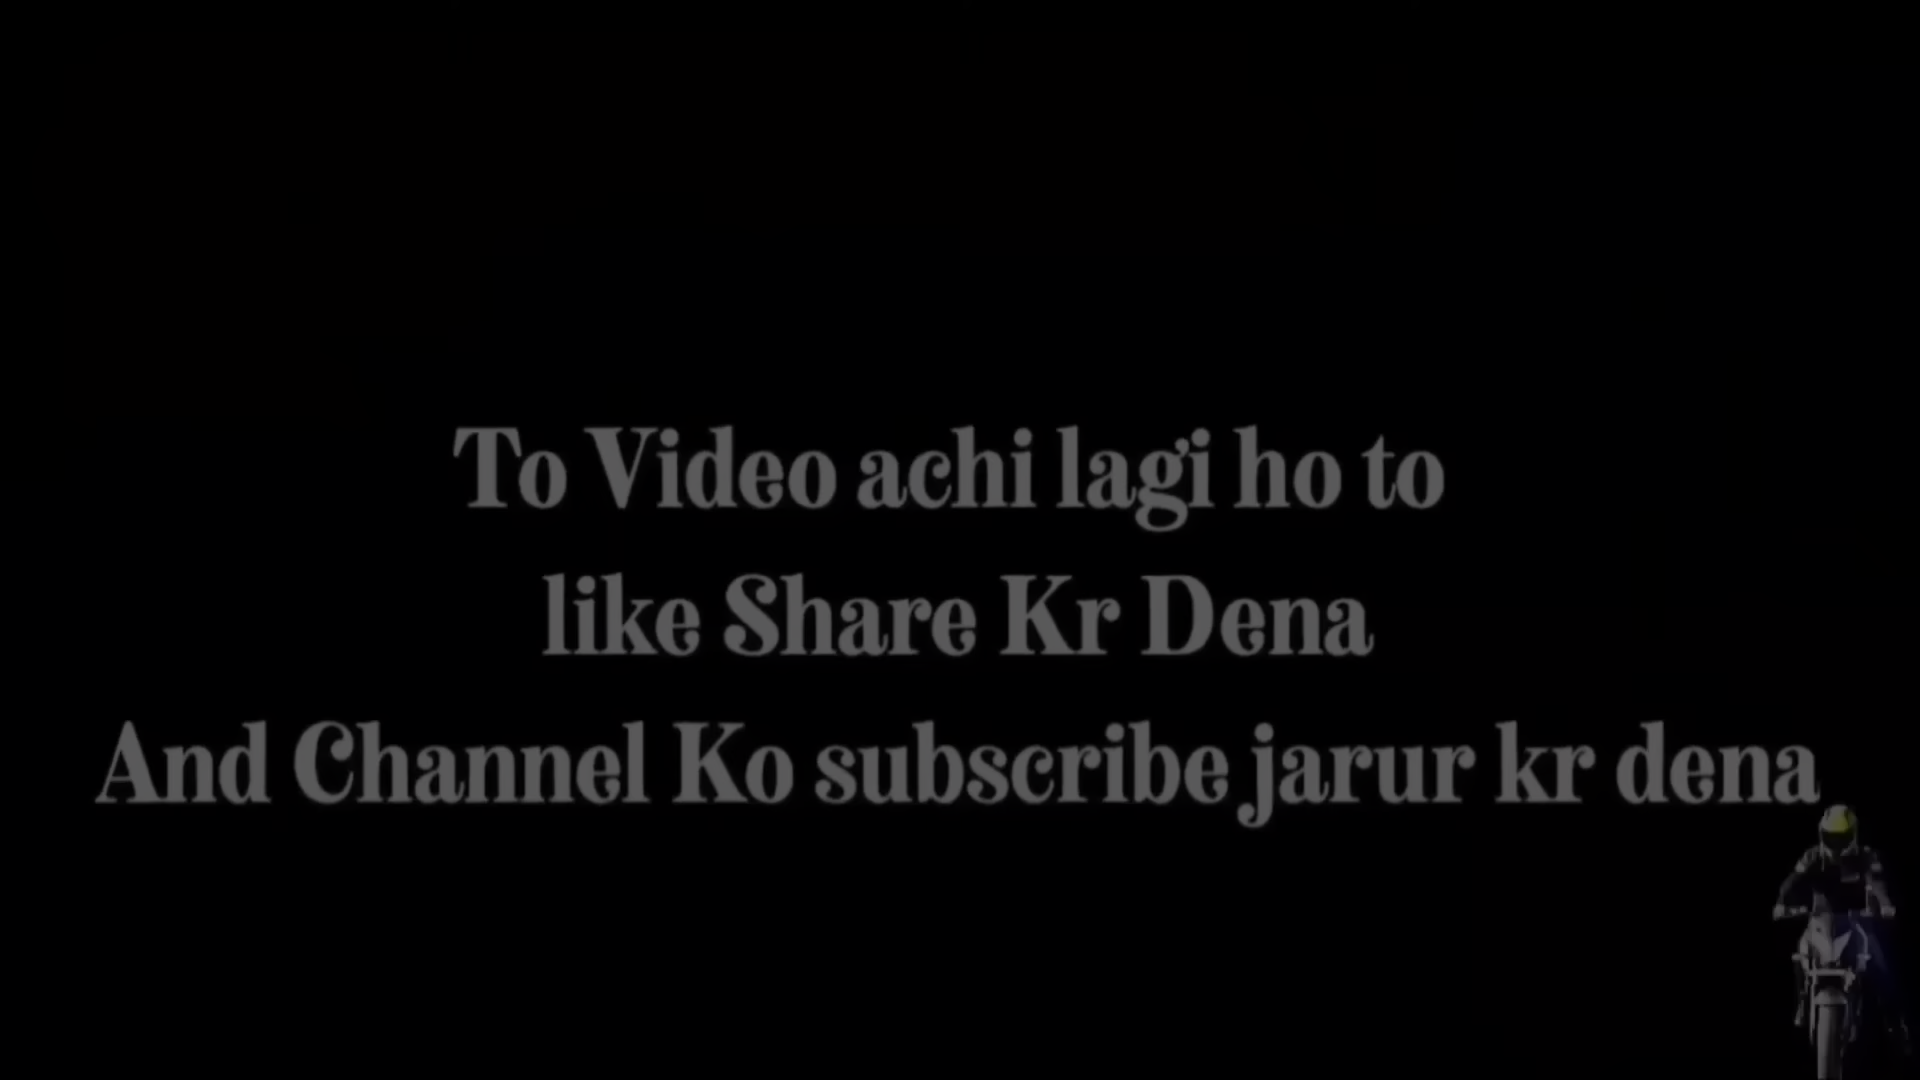 To Video achi lagi ho to
like Share Kr Dena
And Channel Ko subscribe jarur kr dena